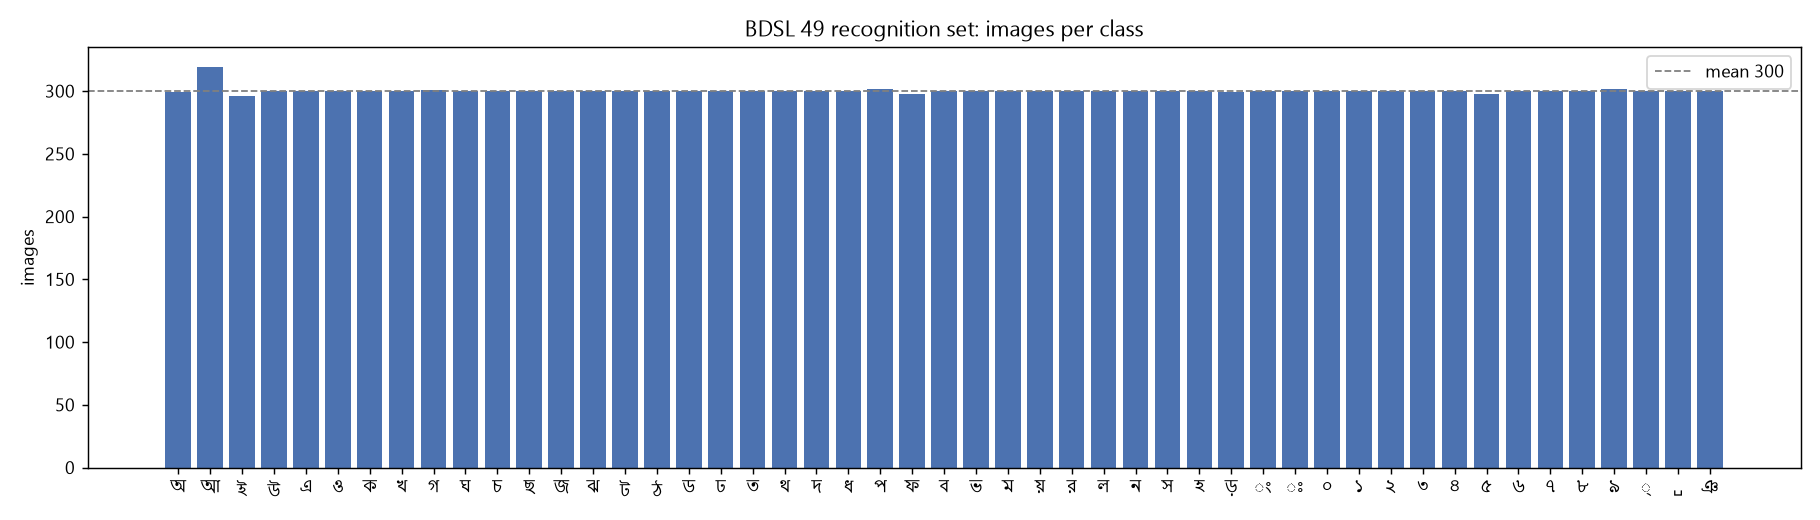 BDSL 49 recognition set: images per class
mean 300
images
300
250
200
150
100
50
0
অ আ ই উ এ ও ক খ গ ঘ চ ছ জ ঝ ট ঠ ড ঢ ত থ দ ধ প ফ ব ভ ম য় র ল ন স হ ড় ং ঃ ০ ১ ২ ৩ ৪ ৫ ৬ ৭ ৮ ৯ ্ ␣ ঞ